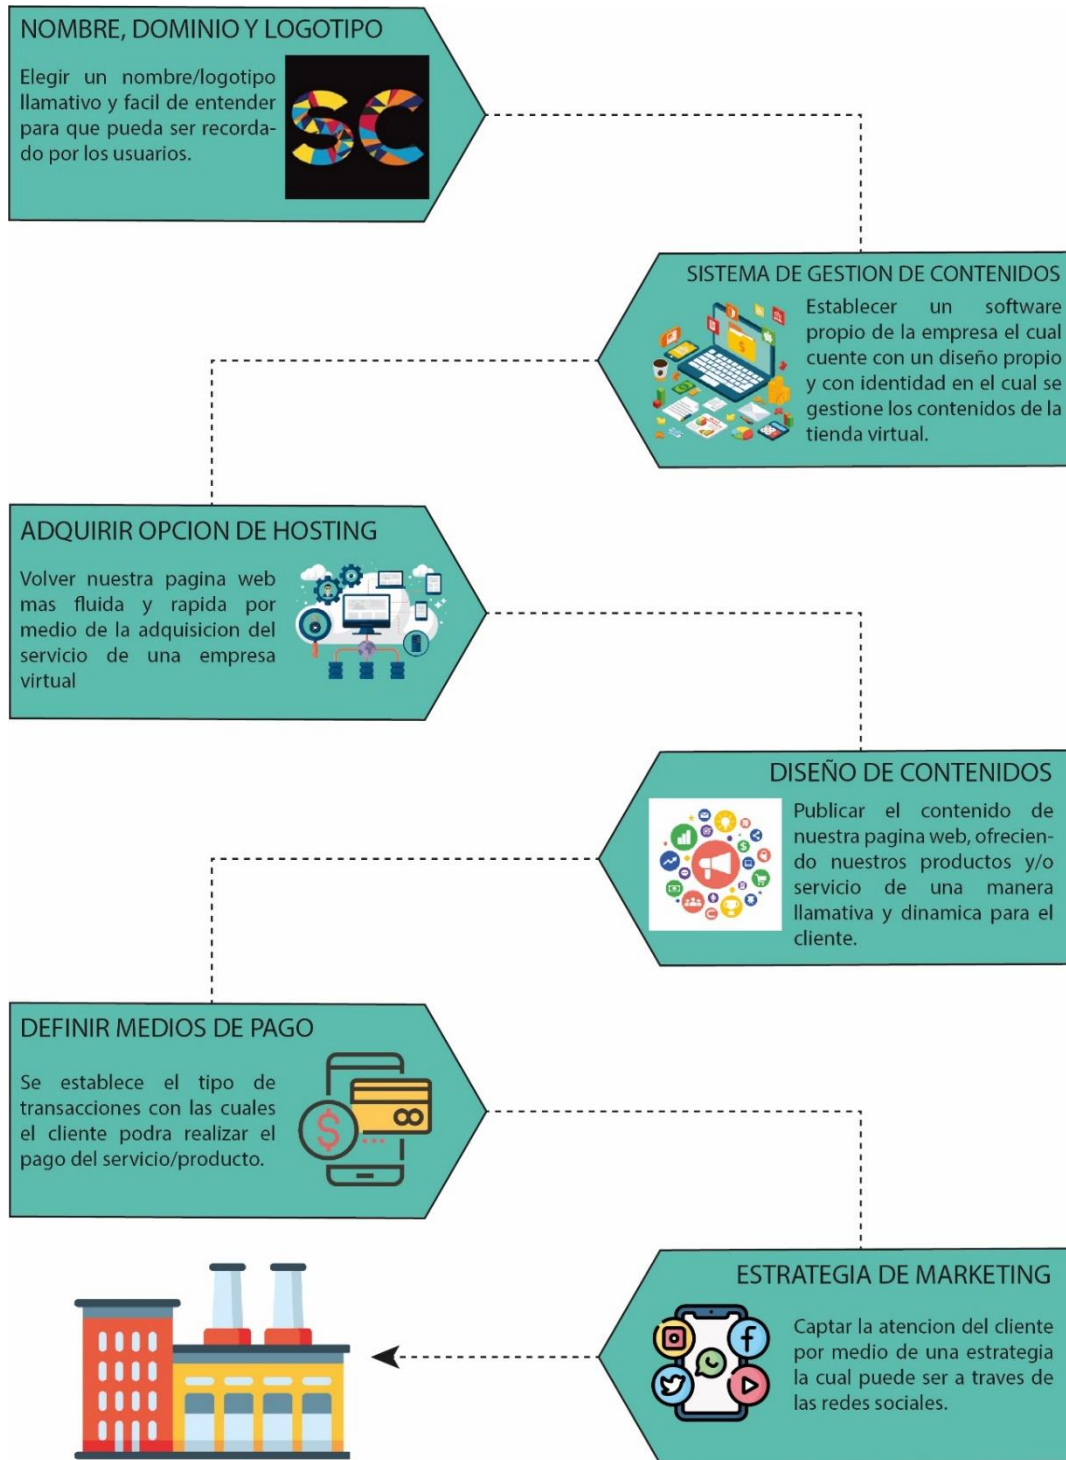 NOMBRE, DOMINIO Y LOGOTIPO
Elegir un nombre/logotipo
llamativo y facil de entender
para que pueda ser recorda-
do por los usuarios.
SC
SISTEMA DE GESTION DE CONTENIDOS
Establecer un software
propio de la empresa el cual
cuente con un diseño propio
y con identidad en el cual se
gestione los contenidos de la
tienda virtual.
ADQUIRIR OPCION DE HOSTING
Volver nuestra pagina web
mas fluida y rapida por
medio de la adquisicion del
servicio de una empresa
virtual
DISEÑO DE CONTENIDOS
Publicar el contenido de
nuestra pagina web, ofrecien-
do nuestros productos y/o
servicio de una manera
llamativa y dinamica para el
cliente.
DEFINIR MEDIOS DE PAGO
Se establece el tipo de
transacciones con las cuales
el cliente podra realizar el
pago del servicio/producto.
ESTRATEGIA DE MARKETING
Captar la atencion del cliente
por medio de una estrategia
la cual puede ser a traves de
las redes sociales.